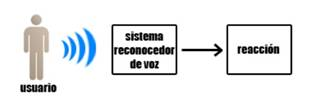 usuario
sistema
reconocedor
de voz
reacción